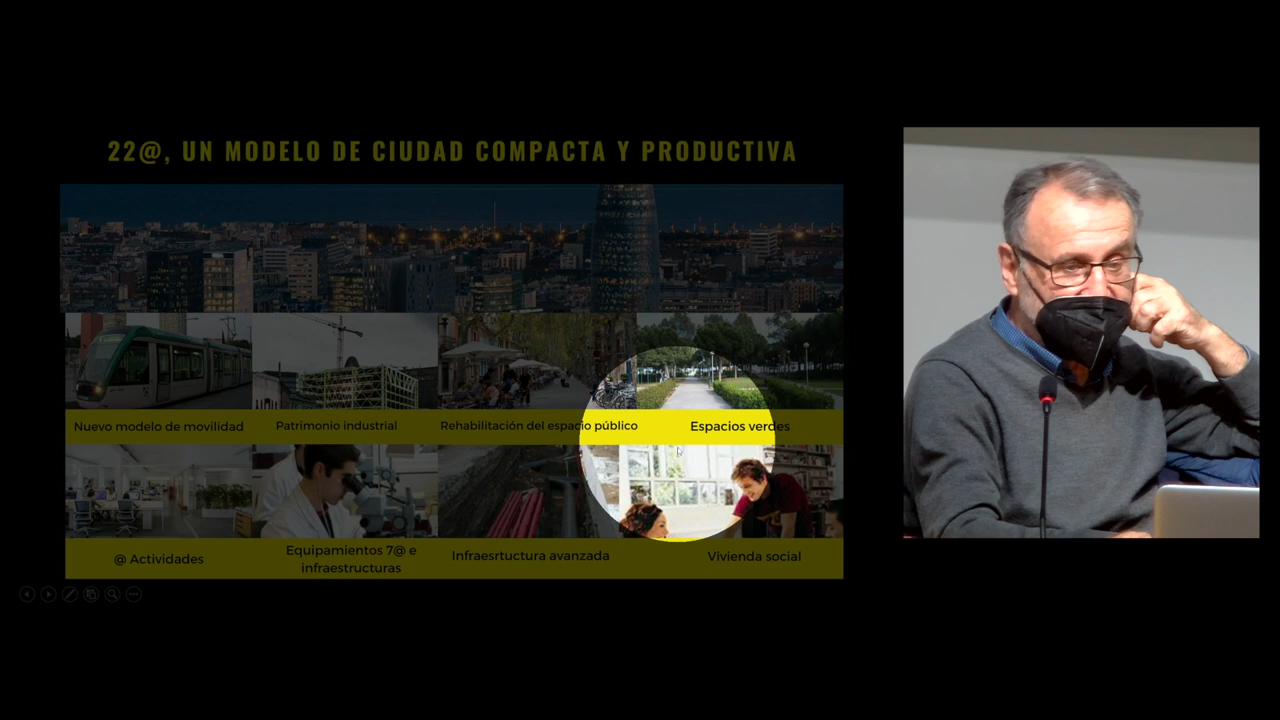 22@, UN MODELO DE CIUDAD COMPACTA Y PRODUCTIVA
Nuevo modelo de movilidad
Patrimonio industrial
Rehabilitación del espacio público
Espacios verdes
@ Actividades
Equipamientos 7@ e
infraestructuras
Infraesrtuctura avanzada
Vivienda social